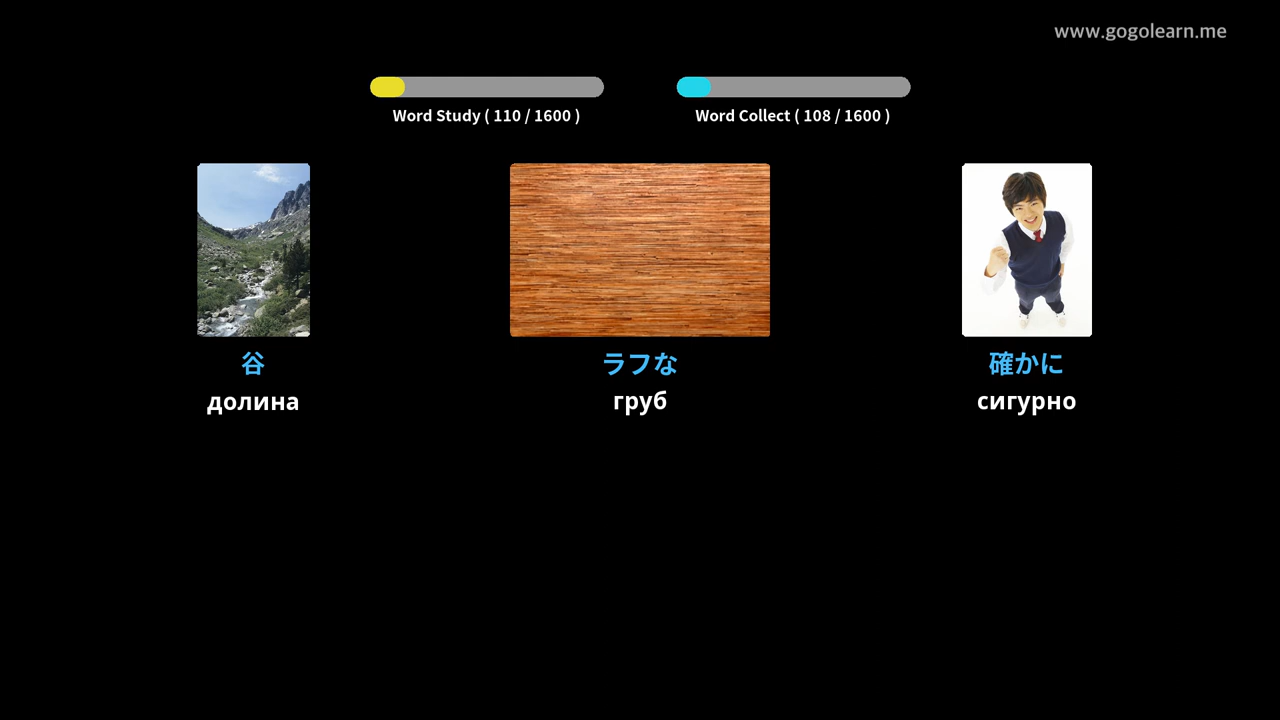 www.gogolearn.me
Word Study ( 110 / 1600 )
Word Collect ( 108 / 1600 )
谷
ラフな
確かに
долина
груб
сигурно